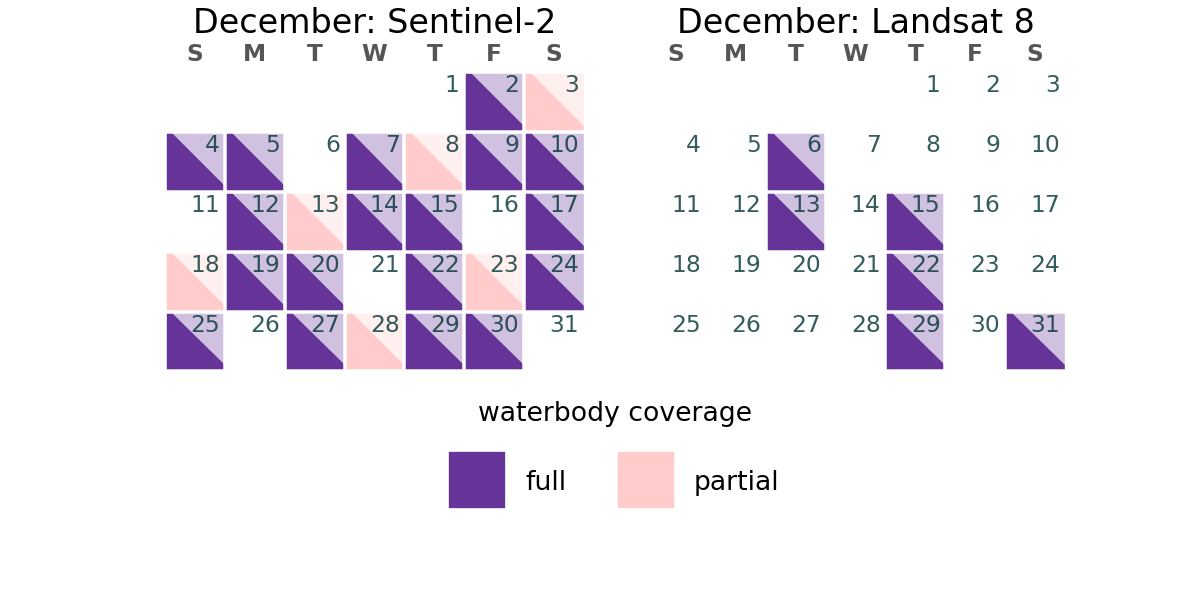 December: Sentinel-2
S M T W T F S
1 2 3
4 5 6 7 8 9 10
11 12 13 14 15 16 17
18 19 20 21 22 23 24
25 26 27 28 29 30 31
December: Landsat 8
S M T W T F S
1 2 3
4 5 6 7 8 9 10
11 12 13 14 15 16 17
18 19 20 21 22 23 24
25 26 27 28 29 30 31
waterbody coverage
full
partial